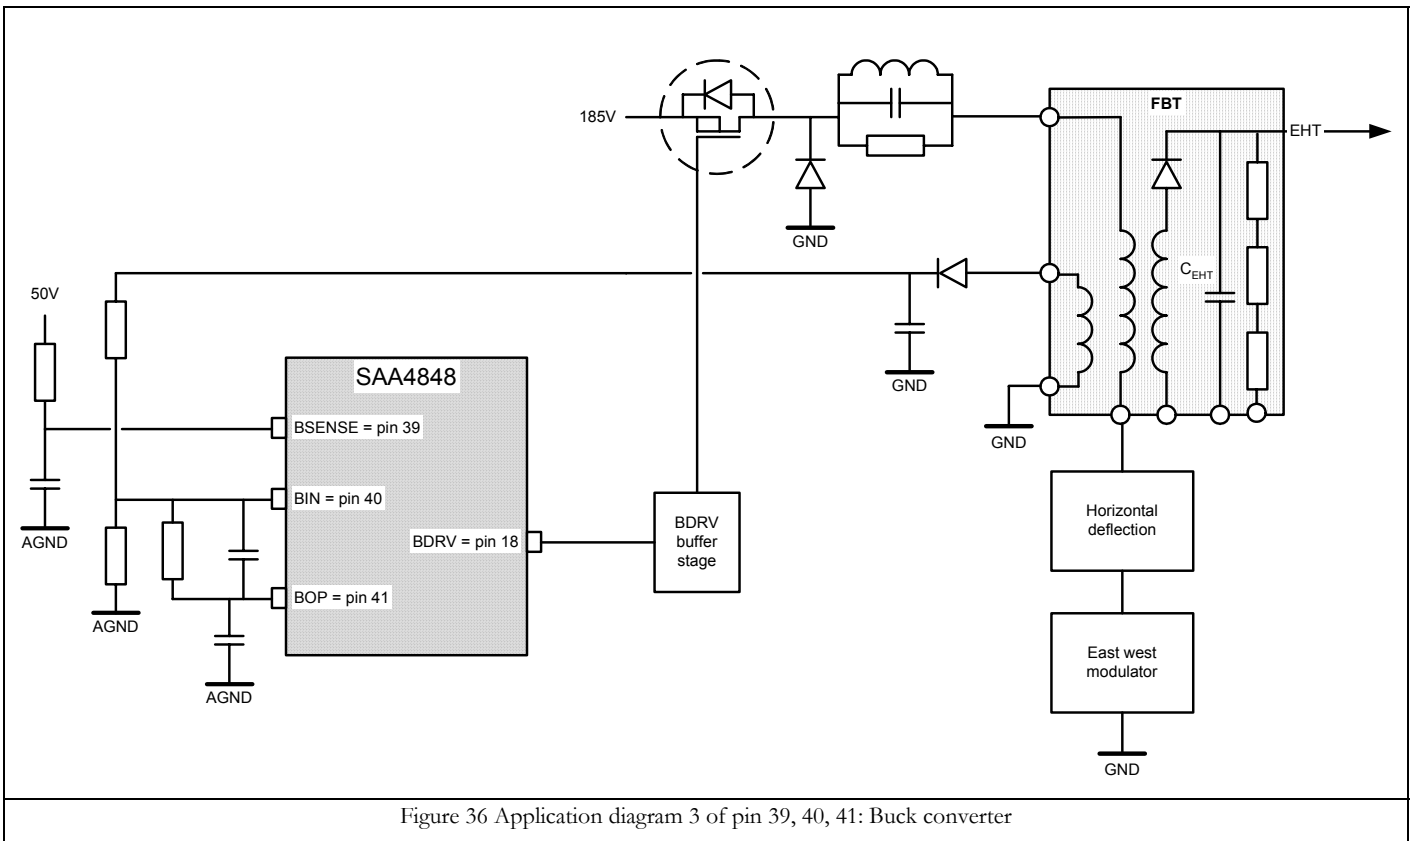 185V
FBT
EHT
GND
C_EHT
50V
SAA4848
GND
BSENSE = pin 39
GND
BIN = pin 40
Horizontal
deflection
BDRV
buffer
stage
AGND
BDRV = pin 18
BOP = pin 41
AGND
East west
modulator
AGND
GND
Figure 36 Application diagram 3 of pin 39, 40, 41: Buck converter